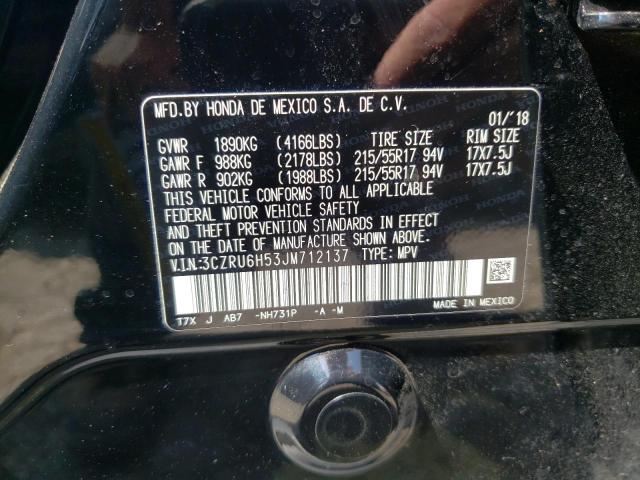 MFD.BY HONDA DE MEXICO S.A. DE C.V.
01/'18
GVWR 1890KG (4166LBS) TIRE SIZE RIM SIZE
GAWR F 988KG (2178LBS) 215/55R17 94V 17X7.5J
GAWR R 902KG (1988LBS) 215/55R17 94V 17X7.5J
THIS VEHICLE CONFORMS TO ALL APPLICABLE
FEDERAL MOTOR VEHICLE SAFETY
AND THEFT PREVENTION STANDARDS IN EFFECT
ON THE DATE OF MANUFACTURE SHOWN ABOVE.
V.I.N:3CZRU6H53JM712137 TYPE: MPV
T7X J AB7 -NH731P -A -M
MADE IN MEXICO